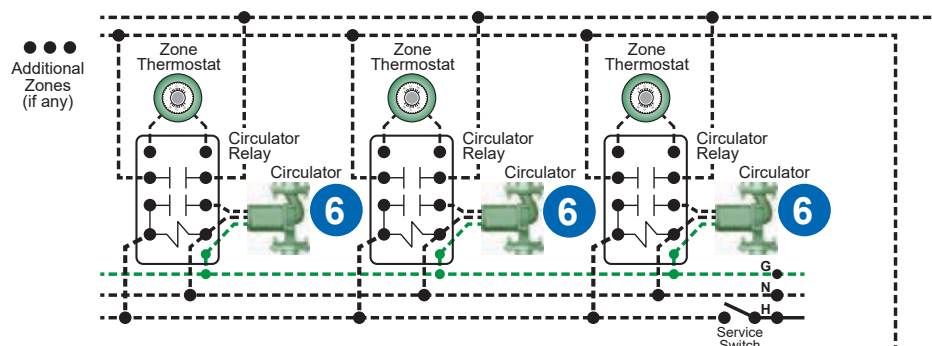 Additional
Zones
(if any)
Zone
Thermostat
Circulator
Relay
Circulator
6
Zone
Thermostat
Circulator
Relay
Circulator
6
Zone
Thermostat
Circulator
Relay
Circulator
6
G
N
H
Service
Switch